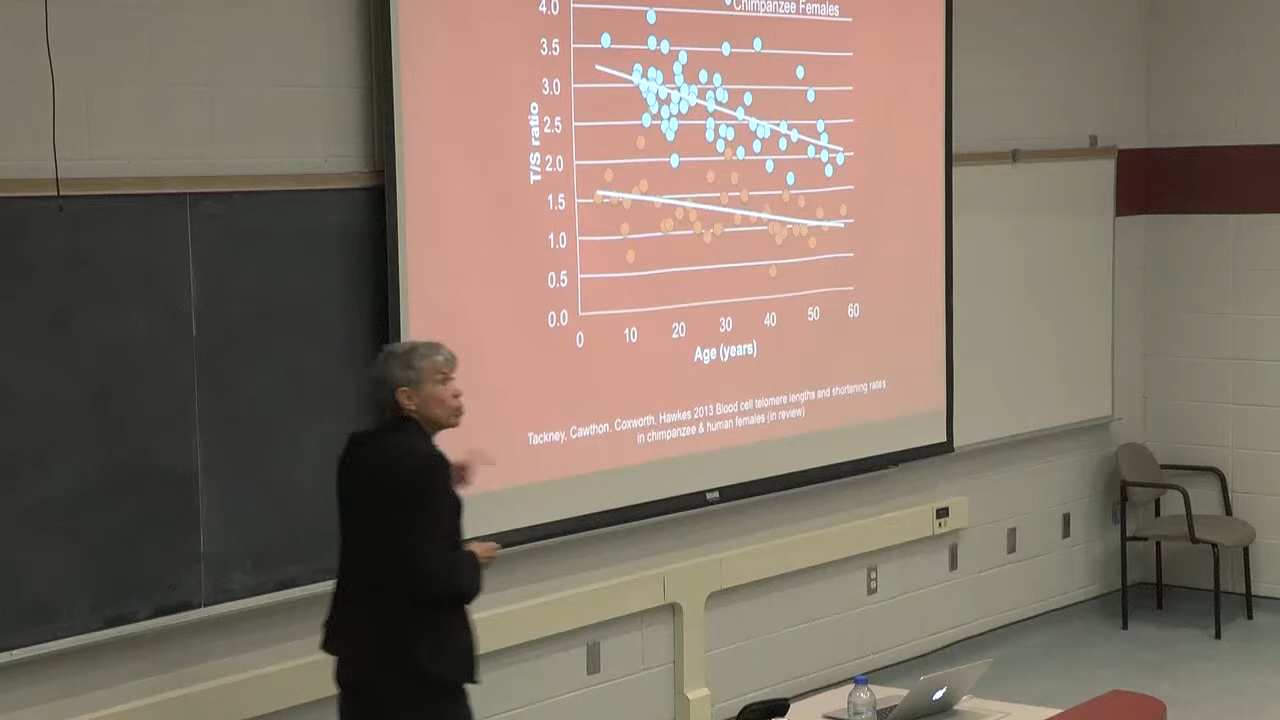 Chimpanzee Females
4.0
3.5
3.0
2.5
2.0
1.5
1.0
0.5
0.0
T/S ratio
0 10 20 30 40 50 60
Age (years)
Tackney, Cawthon, Coxworth, Hawkes 2013 Blood cell telomere lengths and shortening rates
in chimpanzee & human females (in review)